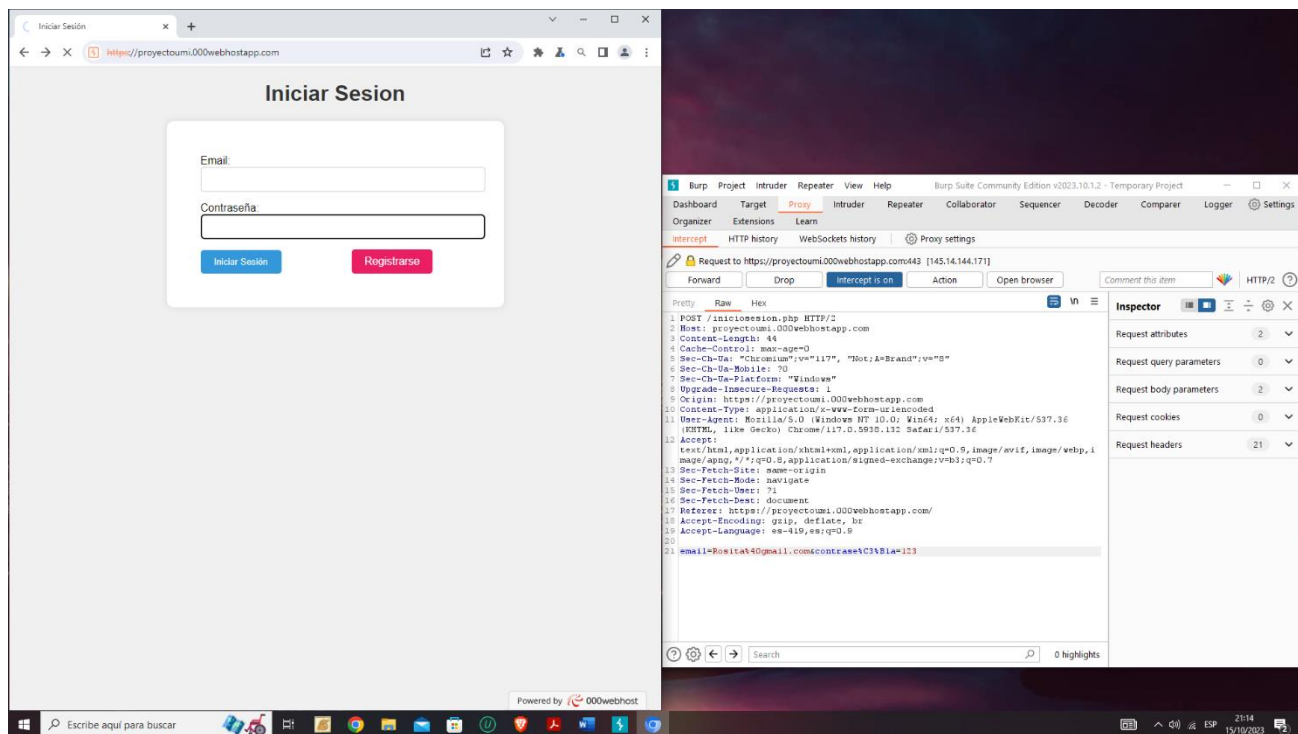 Iniciar Sesión
https://proyectoumi.000webhostapp.com
Iniciar Sesion
Email:
Contraseña:
Iniciar Sesión
Registrarse
Powered by 000webhost
Burp Project Intruder Repeater View Help Burp Suite Community Edition v2023.10.1.2 - Temporary Project
Dashboard Target Proxy Intruder Repeater Collaborator Sequencer Decoder Comparer Logger Settings
Organizer Extensions Learn
Intercept HTTP history WebSockets history Proxy settings
Request to https://proyectoumi.000webhostapp.com:443 [145.14.144.171]
Forward Drop Intercept is on Action Open browser Comment this item HTTP/2
Pretty Raw Hex \n
Inspector
Request attributes 2
Request query parameters 0
Request body parameters 2
Request cookies 0
Request headers 21
1 POST /iniciosesion.php HTTP/2
2 Host: proyectoumi.000webhostapp.com
3 Content-Length: 44
4 Cache-Control: max-age=0
5 Sec-Ch-Ua: "Chromium";v="117", "Not;A=Brand";v="8"
6 Sec-Ch-Ua-Mobile: ?0
7 Sec-Ch-Ua-Platform: "Windows"
8 Upgrade-Insecure-Requests: 1
9 Origin: https://proyectoumi.000webhostapp.com
10 Content-Type: application/x-www-form-urlencoded
11 User-Agent: Mozilla/5.0 (Windows NT 10.0; Win64; x64) AppleWebKit/537.36
(KHTML, like Gecko) Chrome/117.0.5938.132 Safari/537.36
12 Accept:
text/html,application/xhtml+xml,application/xml;q=0.9,image/avif,image/webp,i
mage/apng,*/*;q=0.8,application/signed-exchange;v=b3;q=0.7
13 Sec-Fetch-Site: same-origin
14 Sec-Fetch-Mode: navigate
15 Sec-Fetch-User: ?1
16 Sec-Fetch-Dest: document
17 Referer: https://proyectoumi.000webhostapp.com/
18 Accept-Encoding: gzip, deflate, br
19 Accept-Language: es-419,es;q=0.9
20
21 email=Rosita%40gmail.com&contrase%C3%B1a=123
Search 0 highlights
Escribe aquí para buscar
ESP 21:14
15/10/2023